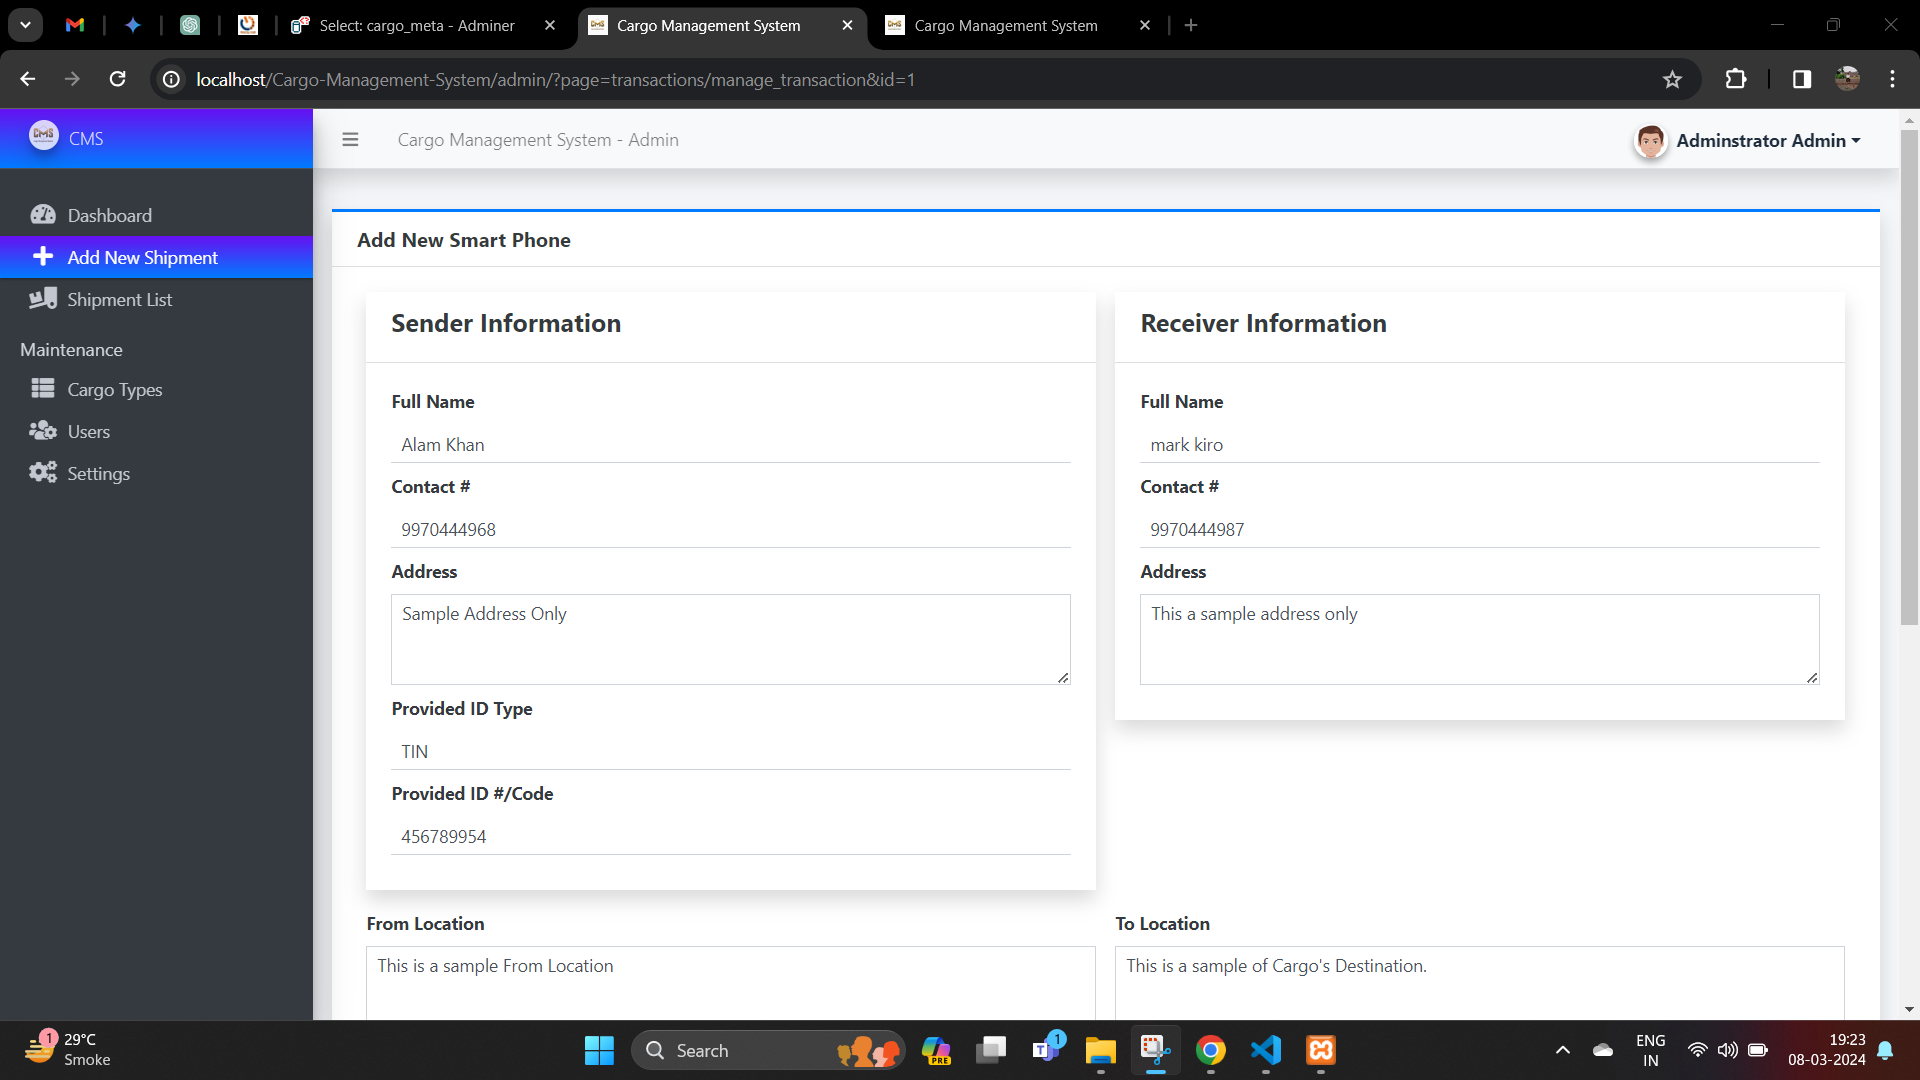 Select: cargo_meta - Adminer
Cargo Management System
Cargo Management System
localhost/Cargo-Management-System/admin/?page=transactions/manage_transaction&id=1
CMS
CMS
Cargo Management System - Admin
Adminstrator Admin
Dashboard
Add New Shipment
Shipment List
Maintenance
Cargo Types
Users
Settings
Add New Smart Phone
Sender Information
Full Name
Alam Khan
Contact #
9970444968
Address
Sample Address Only
Provided ID Type
TIN
Provided ID #/Code
456789954
Receiver Information
Full Name
mark kiro
Contact #
9970444987
Address
This a sample address only
From Location
This is a sample From Location
To Location
This is a sample of Cargo's Destination.
1
29°C
Smoke
Search
PRE
T
1
ENG
IN
19:23
08-03-2024